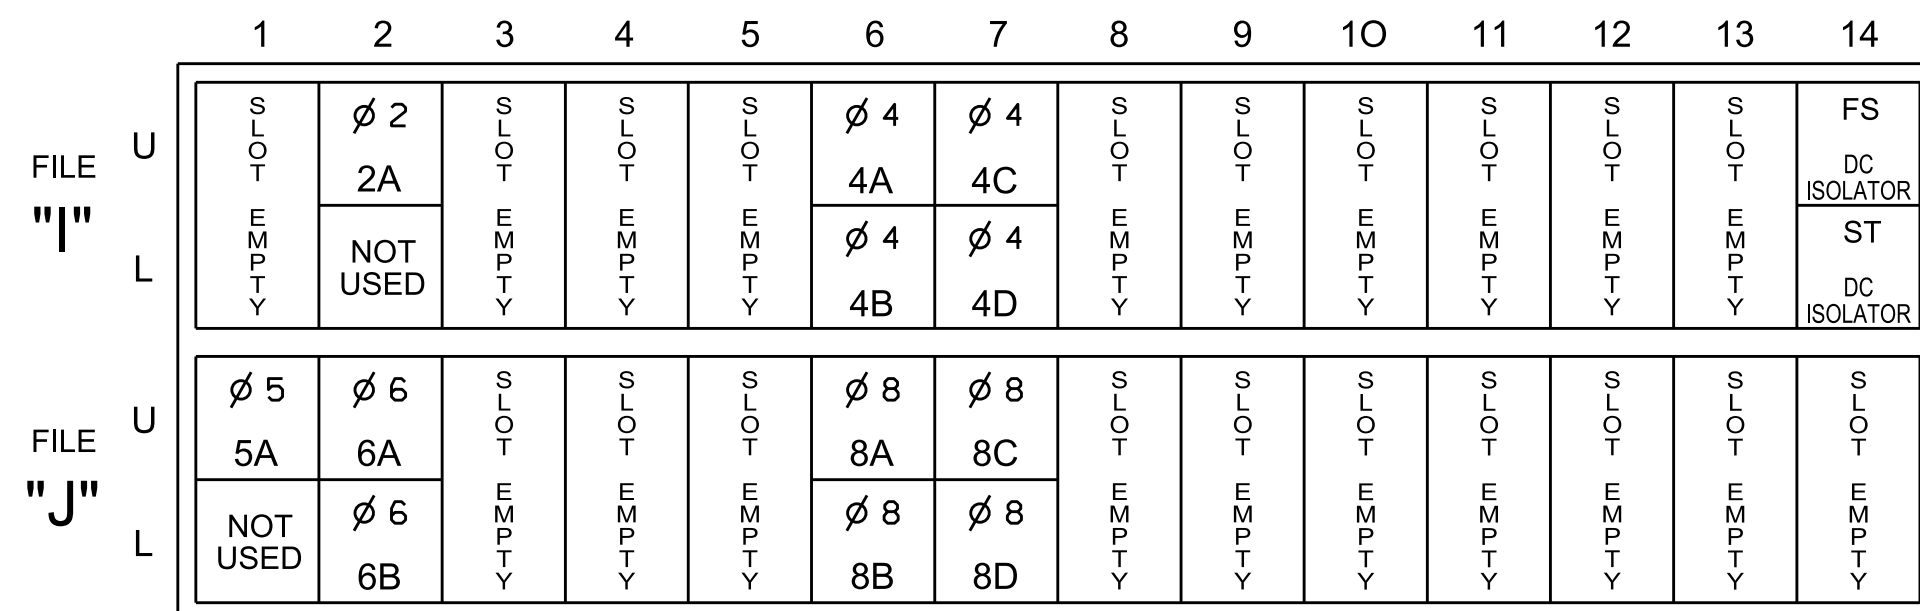 1 2 3 4 5 6 7 8 9 10 11 12 13 14
FILE "I"
U
SLOT EMPTY
ø 2
2A
SLOT EMPTY
SLOT EMPTY
SLOT EMPTY
ø 4
4A
ø 4
4C
SLOT EMPTY
SLOT EMPTY
SLOT EMPTY
SLOT EMPTY
SLOT EMPTY
SLOT EMPTY
FS
DC
ISOLATOR
L
NOT
USED
ø 4
4B
ø 4
4D
ST
DC
ISOLATOR
FILE "J"
U
ø 5
5A
ø 6
6A
SLOT EMPTY
SLOT EMPTY
SLOT EMPTY
ø 8
8A
ø 8
8C
SLOT EMPTY
SLOT EMPTY
SLOT EMPTY
SLOT EMPTY
SLOT EMPTY
SLOT EMPTY
SLOT EMPTY
L
NOT
USED
ø 6
6B
ø 8
8B
ø 8
8D